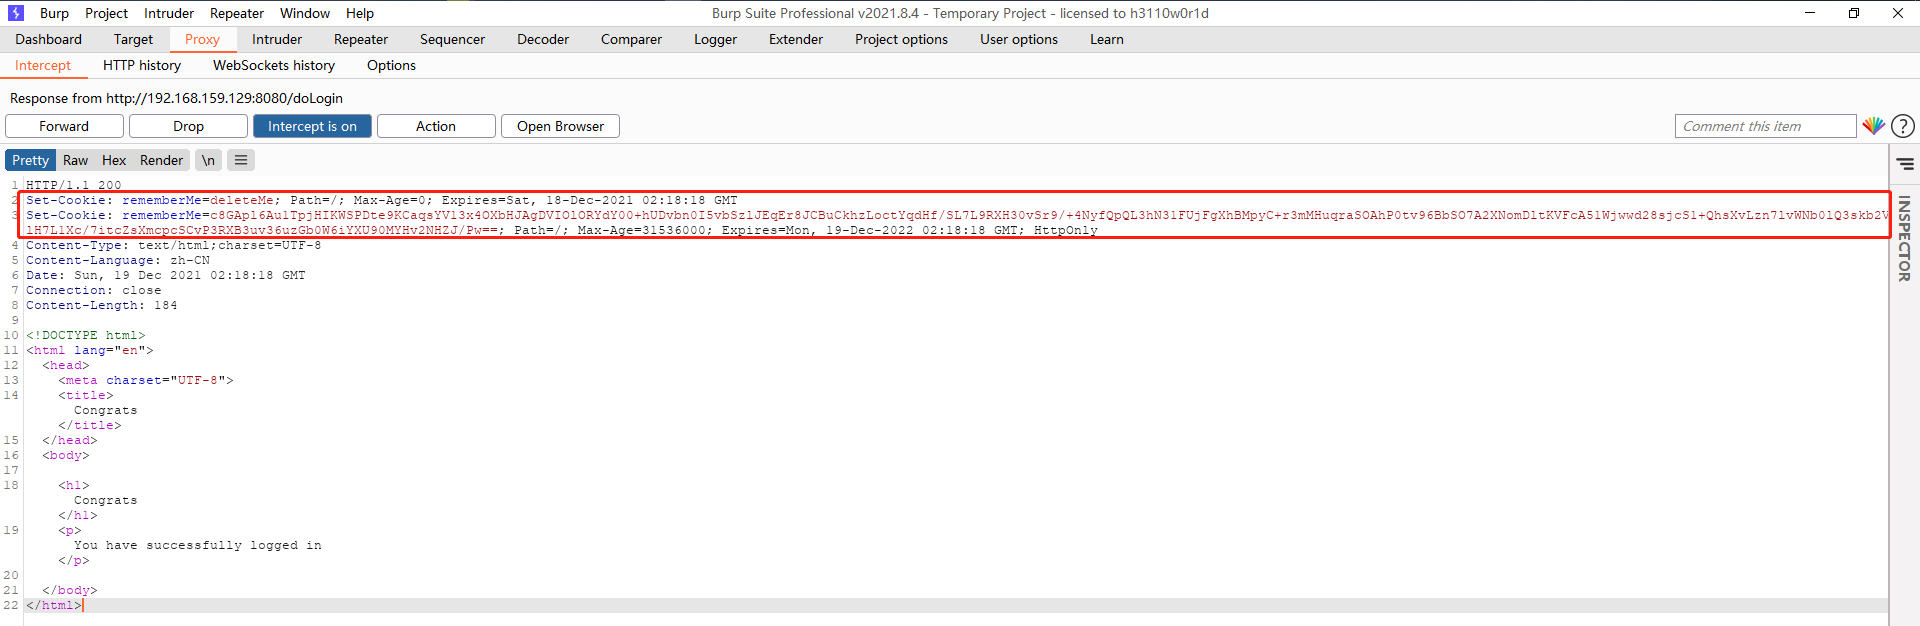 Burp Project Intruder Repeater Window Help Burp Suite Professional v2021.8.4 - Temporary Project - licensed to h3110w0r1d
Dashboard Target Proxy Intruder Repeater Sequencer Decoder Comparer Logger Extender Project options User options Learn
Intercept HTTP history WebSockets history Options
Response from http://192.168.159.129:8080/doLogin
Forward Drop Intercept is on Action Open Browser Comment this item ?
Pretty Raw Hex Render \n
INSPECTOR
1 HTTP/1.1 200
2 Set-Cookie: rememberMe=deleteMe; Path=/; Max-Age=0; Expires=Sat, 18-Dec-2021 02:18:18 GMT
3 Set-Cookie: rememberMe=
; Path=/; Max-Age=31536000; Expires=Mon, 19-Dec-2022 02:18:18 GMT; HttpOnly
4 Content-Type: text/html;charset=UTF-8
5 Content-Language: zh-CN
6 Date: Sun, 19 Dec 2021 02:18:18 GMT
7 Connection: close
8 Content-Length: 184
9
10 <!DOCTYPE html>
11 <html lang="en">
12 <head>
13 <meta charset="UTF-8">
14 <title>
Congrats
</title>
15 </head>
16 <body>
17
18 <h1>
Congrats
</h1>
19 <p>
You have successfully logged in
</p>
20
21 </body>
22 </html>